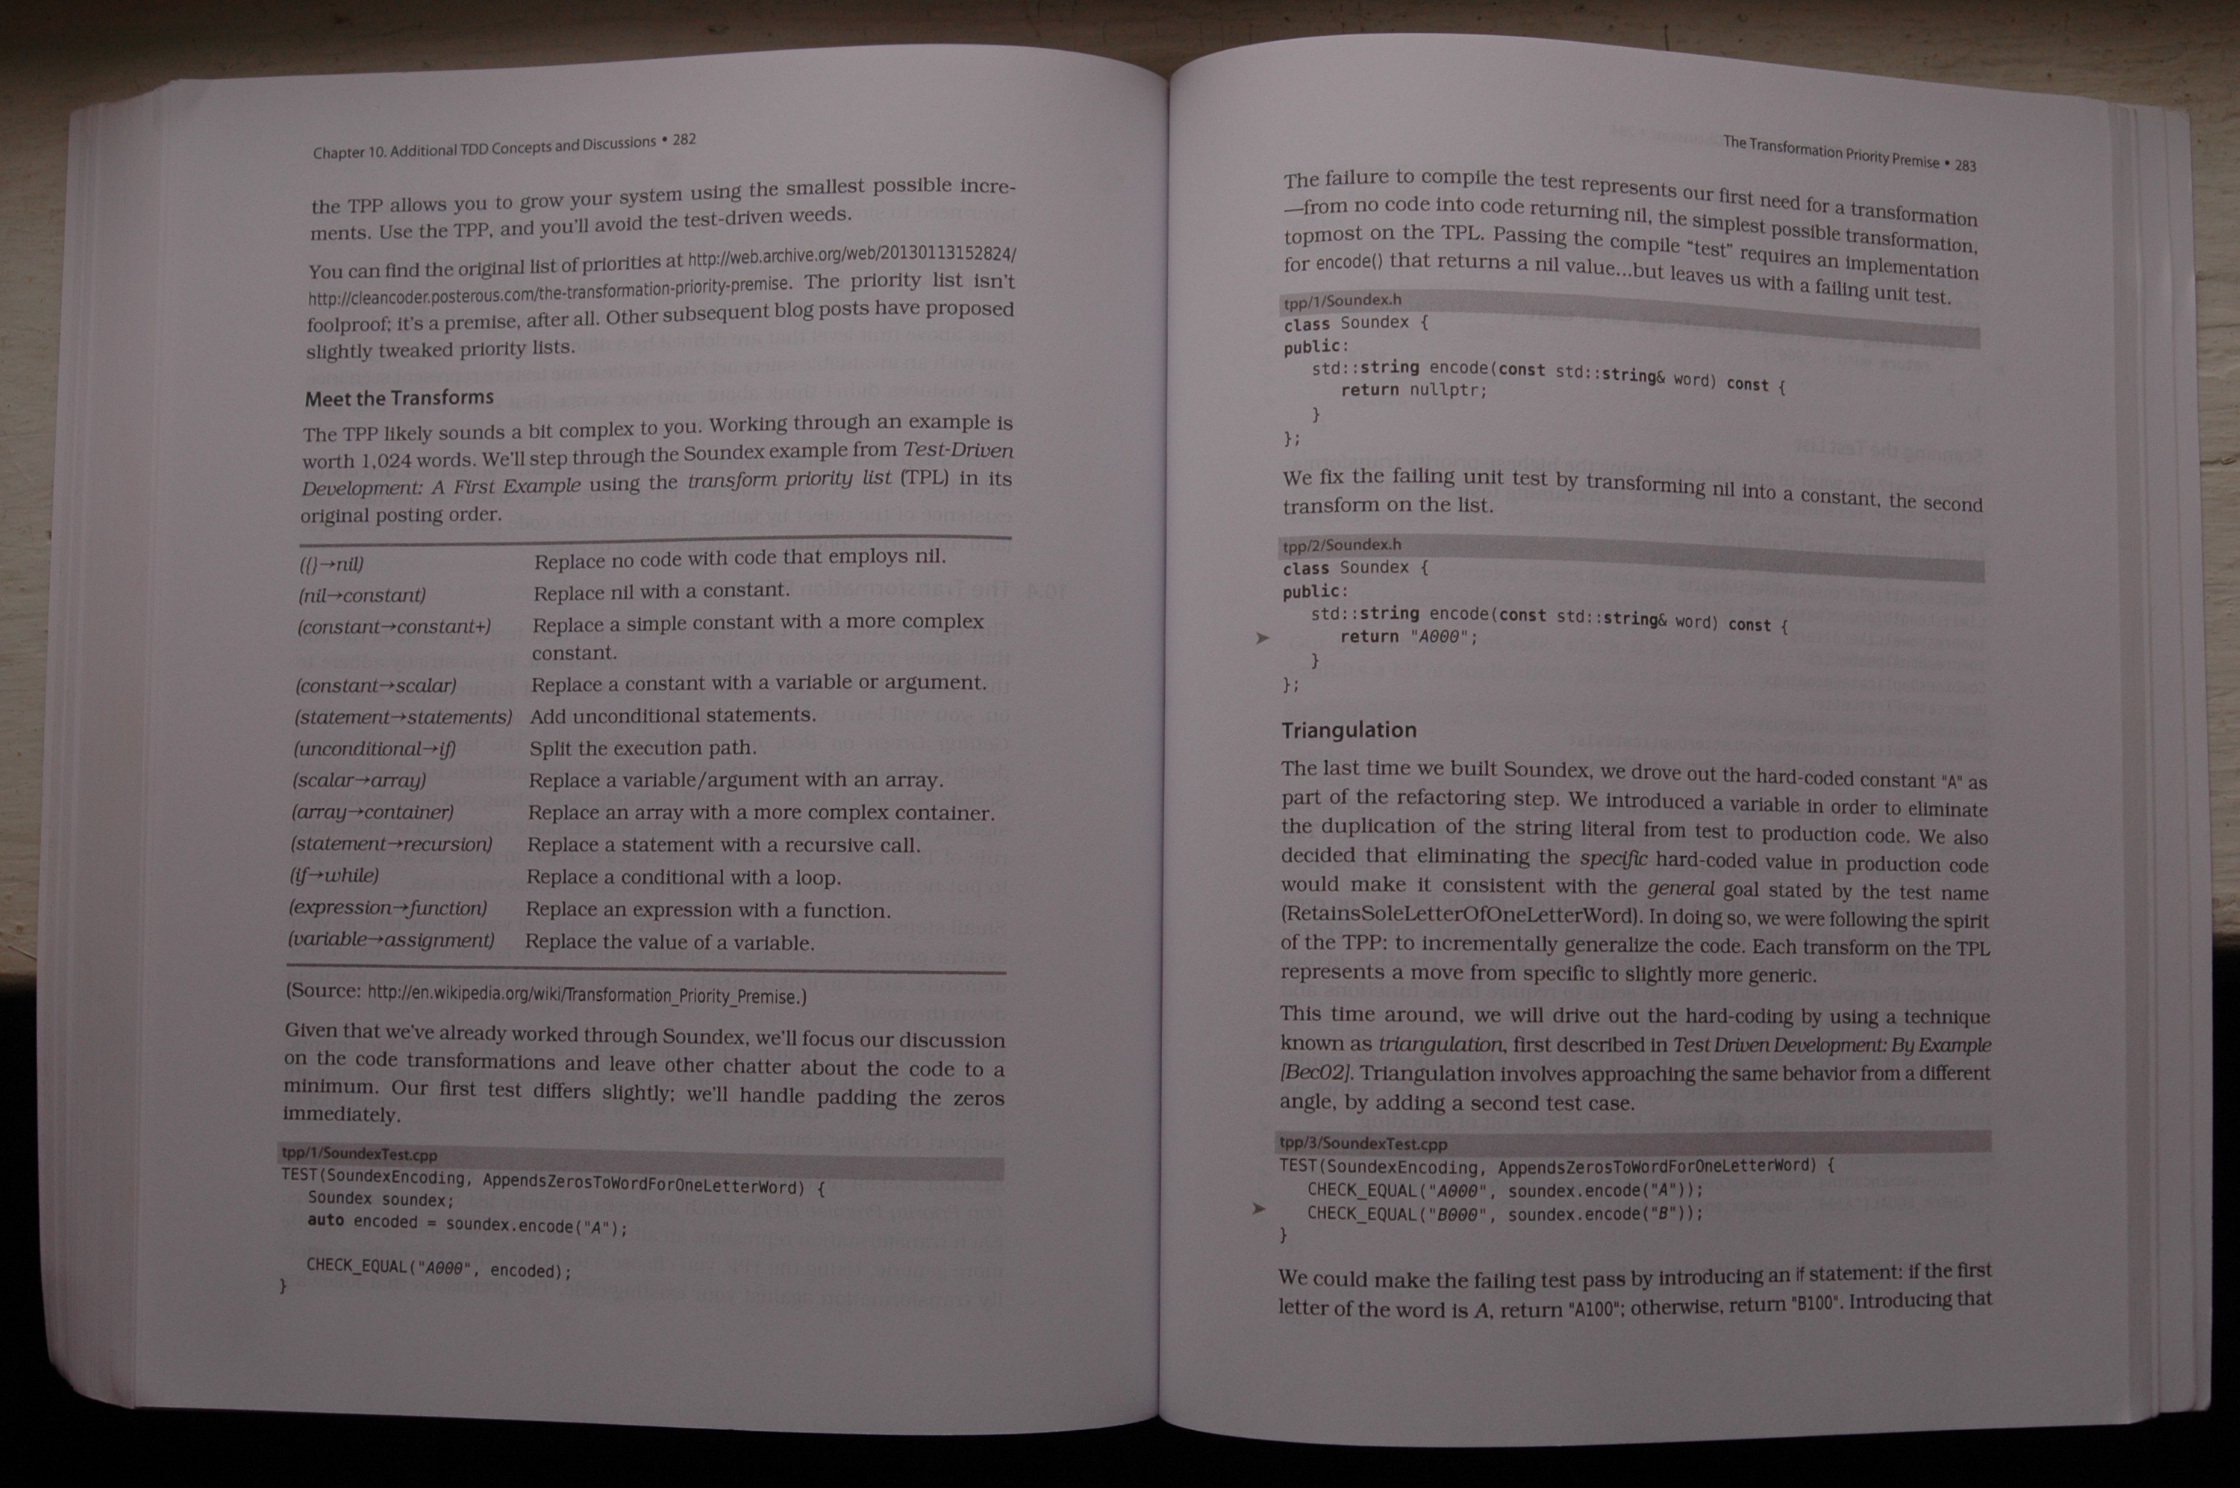 Chapter 10. Additional TDD Concepts and Discussions • 282
the TPP allows you to grow your system using the smallest possible incre-
ments. Use the TPP, and you'll avoid the test-driven weeds.
You can find the original list of priorities at http://web.archive.org/web/20130113152824/
http://cleancoder.posterous.com/the-transformation-priority-premise. The priority list isn't
foolproof; it's a premise, after all. Other subsequent blog posts have proposed
slightly tweaked priority lists.
Meet the Transforms
The TPP likely sounds a bit complex to you. Working through an example is
worth 1,024 words. We'll step through the Soundex example from Test-Driven
Development: A First Example using the transform priority list (TPL) in its
original posting order.
({}→nil) Replace no code with code that employs nil.
(nil→constant) Replace nil with a constant.
(constant→constant+) Replace a simple constant with a more complex
constant.
(constant→scalar) Replace a constant with a variable or argument.
(statement→statements) Add unconditional statements.
(unconditional→if) Split the execution path.
(scalar→array) Replace a variable/argument with an array.
(array→container) Replace an array with a more complex container.
(statement→recursion) Replace a statement with a recursive call.
(if→while) Replace a conditional with a loop.
(expression→function) Replace an expression with a function.
(variable→assignment) Replace the value of a variable.
(Source: http://en.wikipedia.org/wiki/Transformation_Priority_Premise.)
Given that we've already worked through Soundex, we'll focus our discussion
on the code transformations and leave other chatter about the code to a
minimum. Our first test differs slightly; we'll handle padding the zeros
immediately.
tpp/1/SoundexTest.cpp
TEST(SoundexEncoding, AppendsZerosToWordForOneLetterWord) {
Soundex soundex;
auto encoded = soundex.encode("A");
CHECK_EQUAL("A000", encoded);
}
The Transformation Priority Premise • 283
The failure to compile the test represents our first need for a transformation
—from no code into code returning nil, the simplest possible transformation,
topmost on the TPL. Passing the compile "test" requires an implementation
for encode() that returns a nil value...but leaves us with a failing unit test.
tpp/1/Soundex.h
class Soundex {
public:
std::string encode(const std::string& word) const {
return nullptr;
}
};
We fix the failing unit test by transforming nil into a constant, the second
transform on the list.
tpp/2/Soundex.h
class Soundex {
public:
std::string encode(const std::string& word) const {
➤ return "A000";
}
};
Triangulation
The last time we built Soundex, we drove out the hard-coded constant "A" as
part of the refactoring step. We introduced a variable in order to eliminate
the duplication of the string literal from test to production code. We also
decided that eliminating the specific hard-coded value in production code
would make it consistent with the general goal stated by the test name
(RetainsSoleLetterOfOneLetterWord). In doing so, we were following the spirit
of the TPP: to incrementally generalize the code. Each transform on the TPL
represents a move from specific to slightly more generic.
This time around, we will drive out the hard-coding by using a technique
known as triangulation, first described in Test Driven Development: By Example
[Bec02]. Triangulation involves approaching the same behavior from a different
angle, by adding a second test case.
tpp/3/SoundexTest.cpp
TEST(SoundexEncoding, AppendsZerosToWordForOneLetterWord) {
CHECK_EQUAL("A000", soundex.encode("A"));
➤ CHECK_EQUAL("B000", soundex.encode("B"));
}
We could make the failing test pass by introducing an if statement: if the first
letter of the word is A, return "A100"; otherwise, return "B100". Introducing that